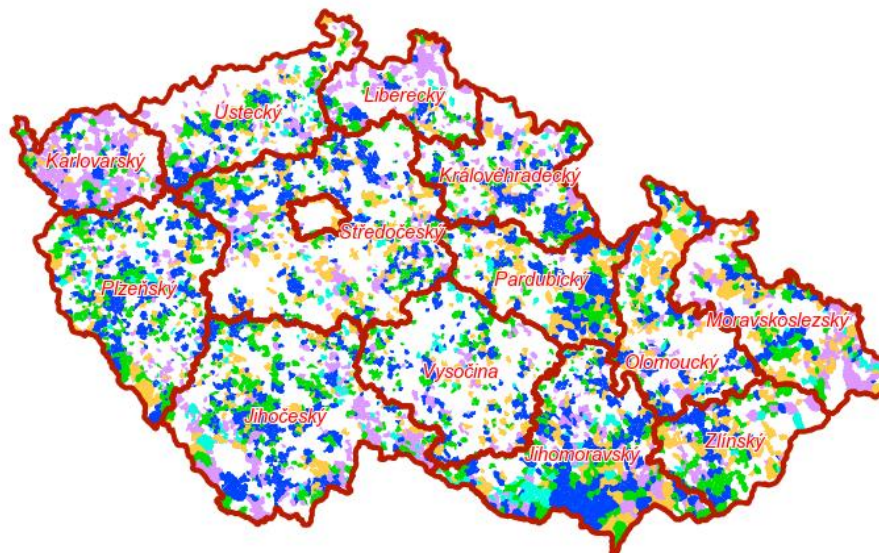 Liberecký
Ústecký
Karlovarský
Královéhradecký
Středočeský
Pardubický
Plzeňský
Moravskoslezský
Olomoucký
Vysočina
Jihočeský
Zlínský
Jihomoravský